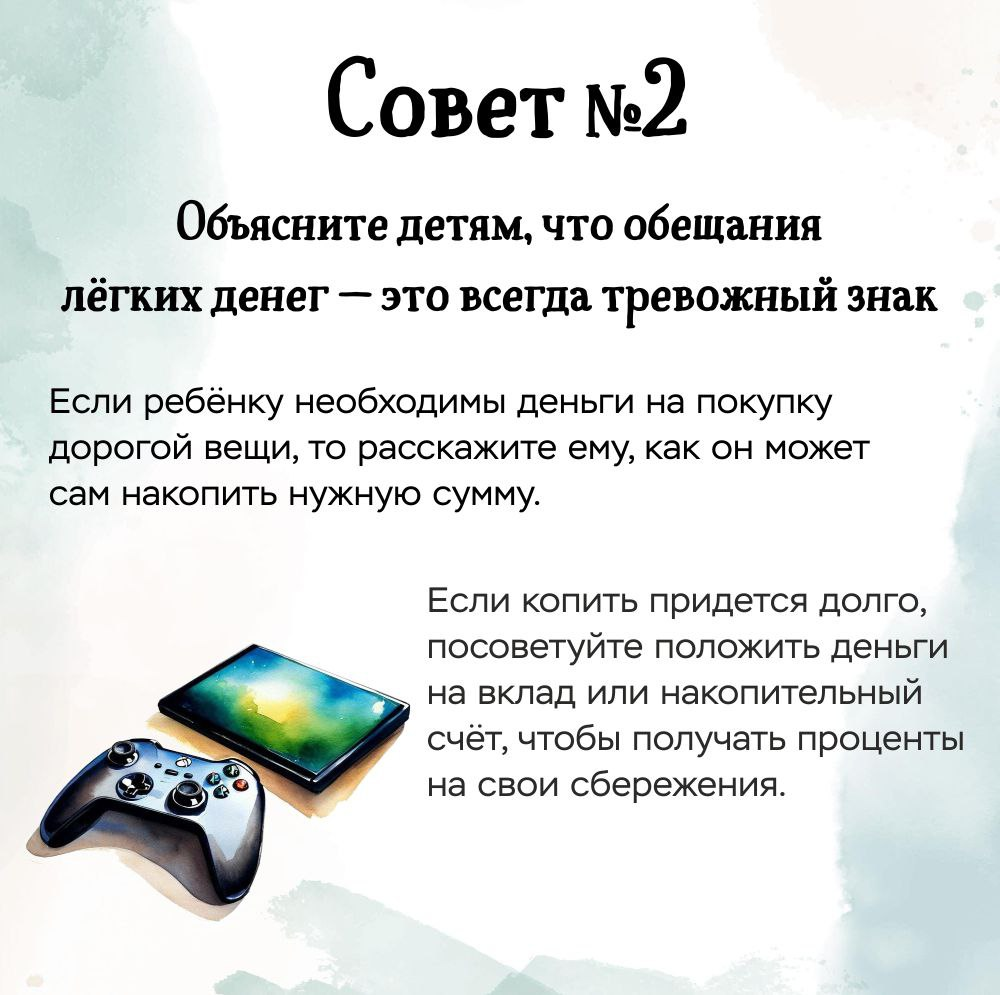 Совет №2
Объясните детям, что обещания
лёгких денег — это всегда тревожный знак
Если ребёнку необходимы деньги на покупку
дорогой вещи, то расскажите ему, как он может
сам накопить нужную сумму.
Если копить придется долго,
посоветуйте положить деньги
на вклад или накопительный
счёт, чтобы получать проценты
на свои сбережения.